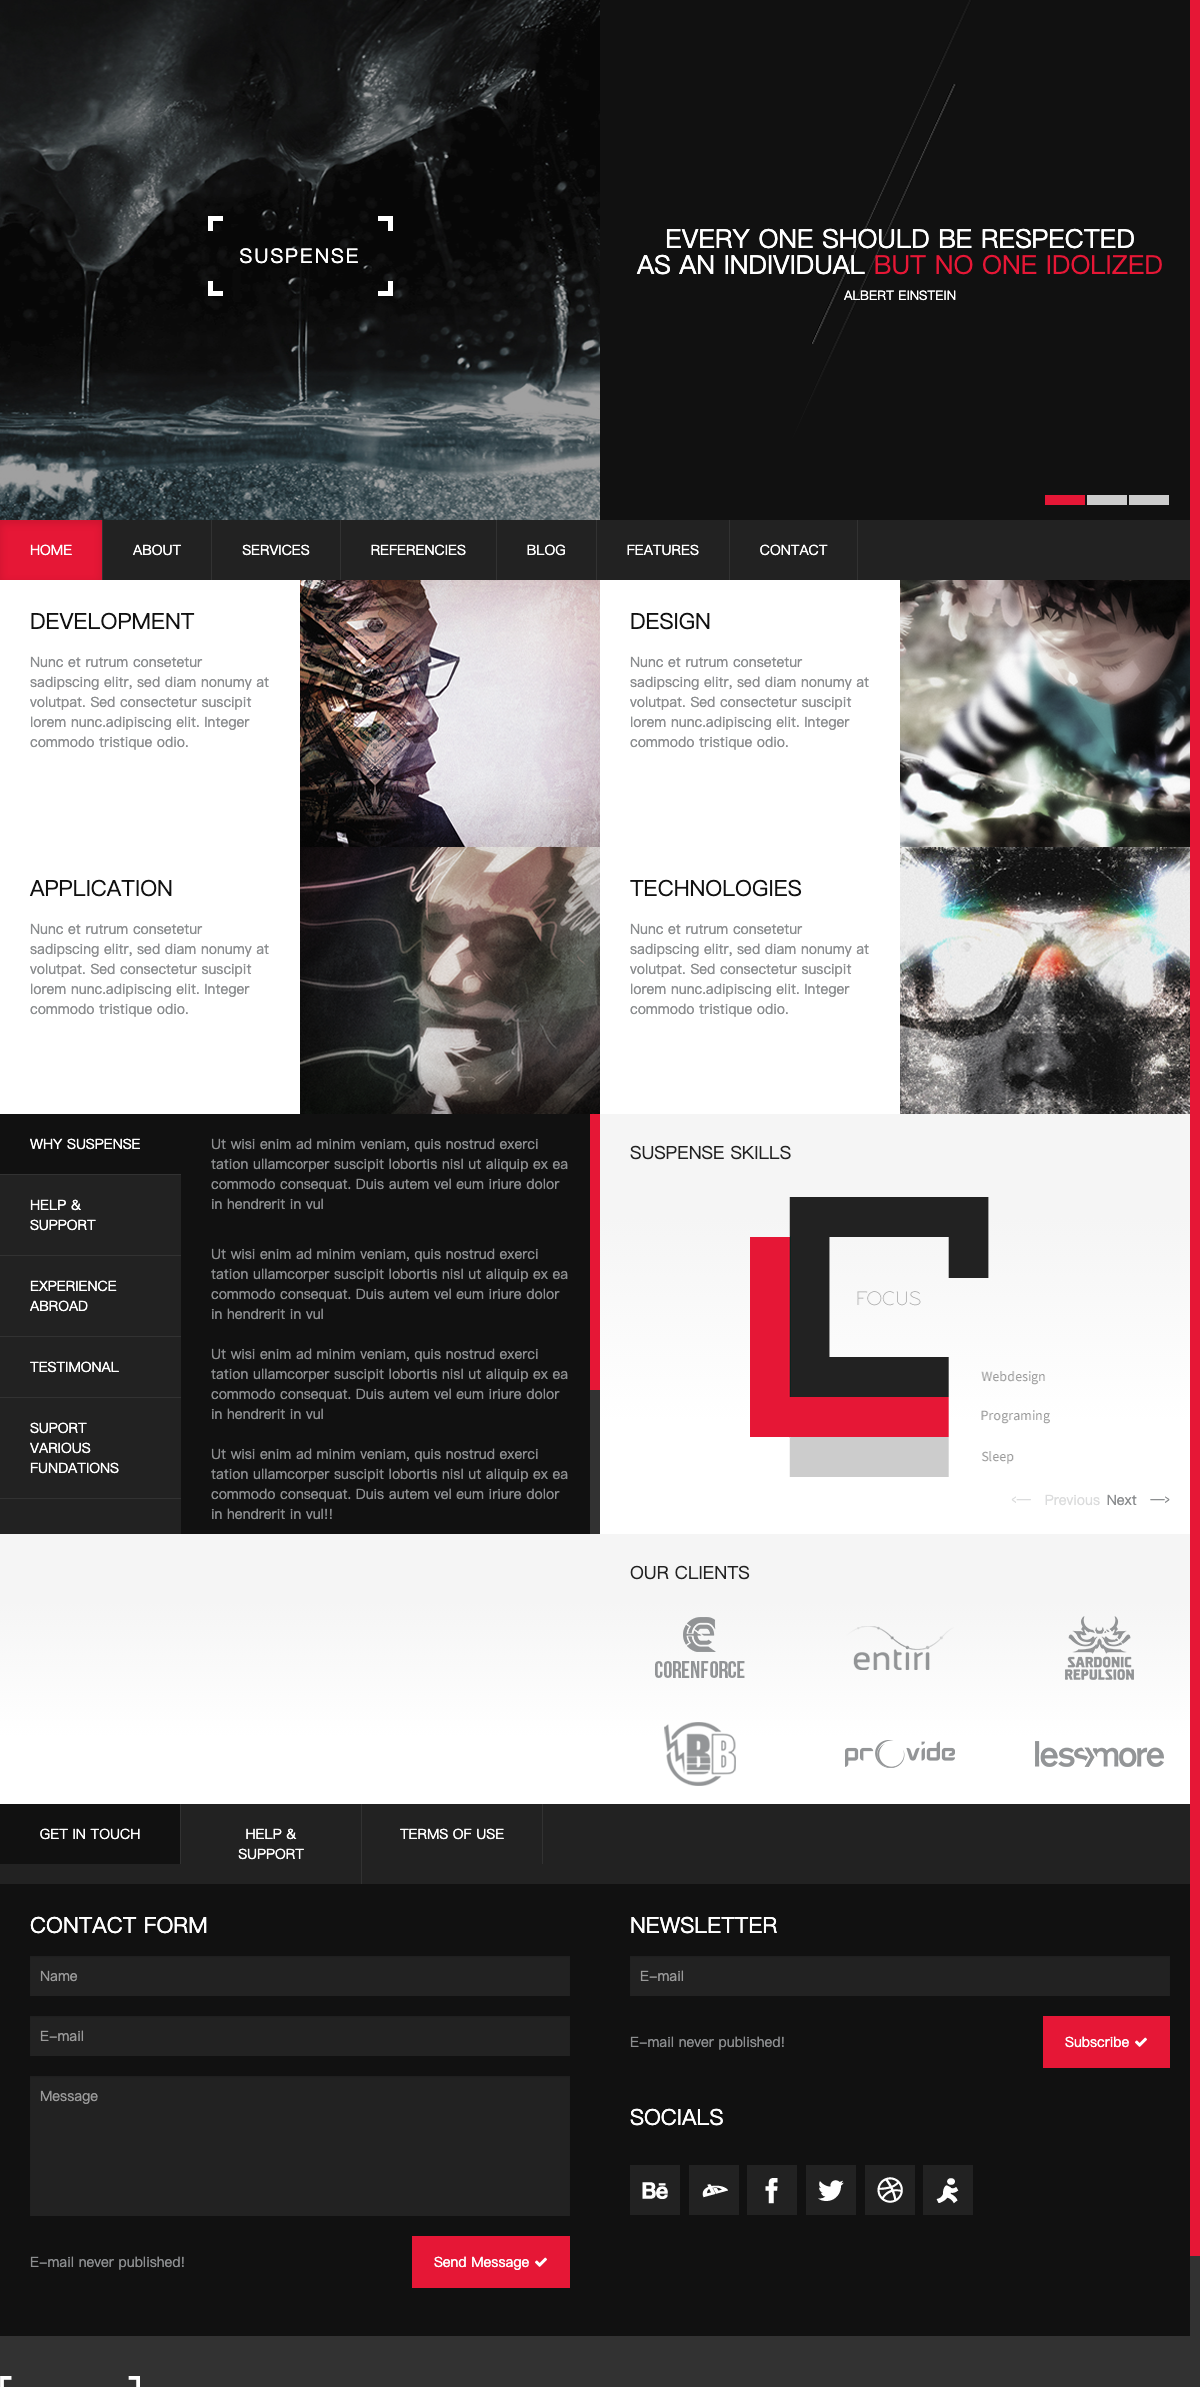 SUSPENSE
EVERY ONE SHOULD BE RESPECTED
AS AN INDIVIDUAL BUT NO ONE IDOLIZED
ALBERT EINSTEIN
HOME
ABOUT
SERVICES
REFERENCIES
BLOG
FEATURES
CONTACT
DEVELOPMENT
Nunc et rutrum consetetur
sadipscing elitr, sed diam nonumy at
volutpat. Sed consectetur suscipit
lorem nunc.adipiscing elit. Integer
commodo tristique odio.
DESIGN
Nunc et rutrum consetetur
sadipscing elitr, sed diam nonumy at
volutpat. Sed consectetur suscipit
lorem nunc.adipiscing elit. Integer
commodo tristique odio.
APPLICATION
Nunc et rutrum consetetur
sadipscing elitr, sed diam nonumy at
volutpat. Sed consectetur suscipit
lorem nunc.adipiscing elit. Integer
commodo tristique odio.
TECHNOLOGIES
Nunc et rutrum consetetur
sadipscing elitr, sed diam nonumy at
volutpat. Sed consectetur suscipit
lorem nunc.adipiscing elit. Integer
commodo tristique odio.
WHY SUSPENSE
HELP &
SUPPORT
EXPERIENCE
ABROAD
TESTIMONAL
SUPORT
VARIOUS
FUNDATIONS
Ut wisi enim ad minim veniam, quis nostrud exerci
tation ullamcorper suscipit lobortis nisl ut aliquip ex ea
commodo consequat. Duis autem vel eum iriure dolor
in hendrerit in vul
Ut wisi enim ad minim veniam, quis nostrud exerci
tation ullamcorper suscipit lobortis nisl ut aliquip ex ea
commodo consequat. Duis autem vel eum iriure dolor
in hendrerit in vul
Ut wisi enim ad minim veniam, quis nostrud exerci
tation ullamcorper suscipit lobortis nisl ut aliquip ex ea
commodo consequat. Duis autem vel eum iriure dolor
in hendrerit in vul
Ut wisi enim ad minim veniam, quis nostrud exerci
tation ullamcorper suscipit lobortis nisl ut aliquip ex ea
commodo consequat. Duis autem vel eum iriure dolor
in hendrerit in vul!!
SUSPENSE SKILLS
FOCUS
Webdesign
Programing
Sleep
Previous Next
OUR CLIENTS
CORENFORCE
entiri
SARDONIC
REPULSION
BB
provide
lessmore
GET IN TOUCH
HELP &
SUPPORT
TERMS OF USE
CONTACT FORM
Name
E-mail
Message
E-mail never published!
Send Message
NEWSLETTER
E-mail
E-mail never published!
Subscribe
SOCIALS
Bē